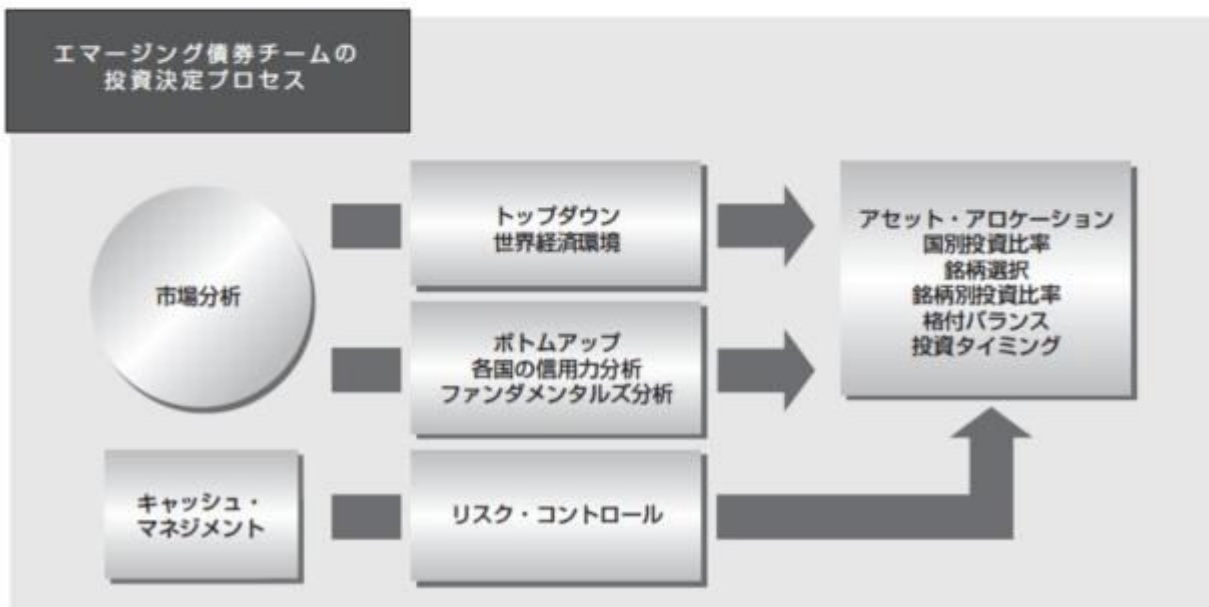 エマージング債券チームの
投資決定プロセス
市場分析
トップダウン
世界経済環境
ボトムアップ
各国の信用力分析
ファンダメンタルズ分析
キャッシュ・
マネジメント
リスク・コントロール
アセット・アロケーション
国別投資比率
銘柄選択
銘柄別投資比率
格付バランス
投資タイミング